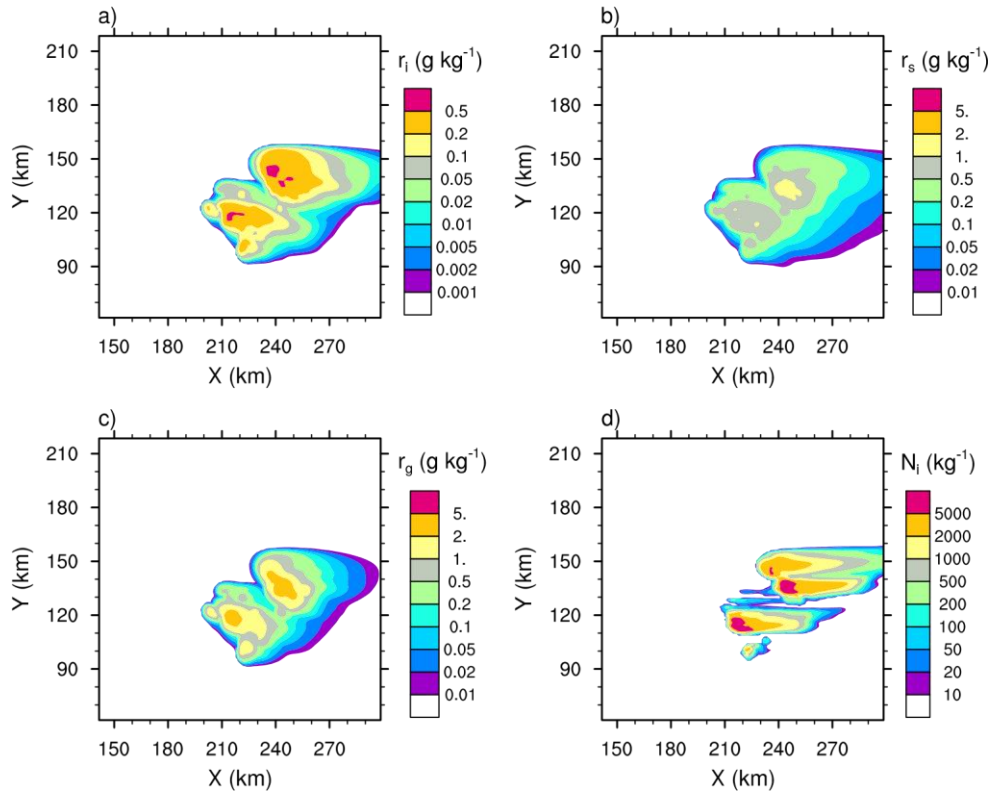 a)
r_i (g kg⁻¹)
210
180
150
120
90
Y (km)
150 180 210 240 270
X (km)
0.5
0.2
0.1
0.05
0.02
0.01
0.005
0.002
0.001
b)
r_s (g kg⁻¹)
210
180
150
120
90
Y (km)
150 180 210 240 270
X (km)
5.
2.
1.
0.5
0.2
0.1
0.05
0.02
0.01
c)
r_g (g kg⁻¹)
210
180
150
120
90
Y (km)
150 180 210 240 270
X (km)
5.
2.
1.
0.5
0.2
0.1
0.05
0.02
0.01
d)
N_i (kg⁻¹)
210
180
150
120
90
Y (km)
150 180 210 240 270
X (km)
5000
2000
1000
500
200
100
50
20
10